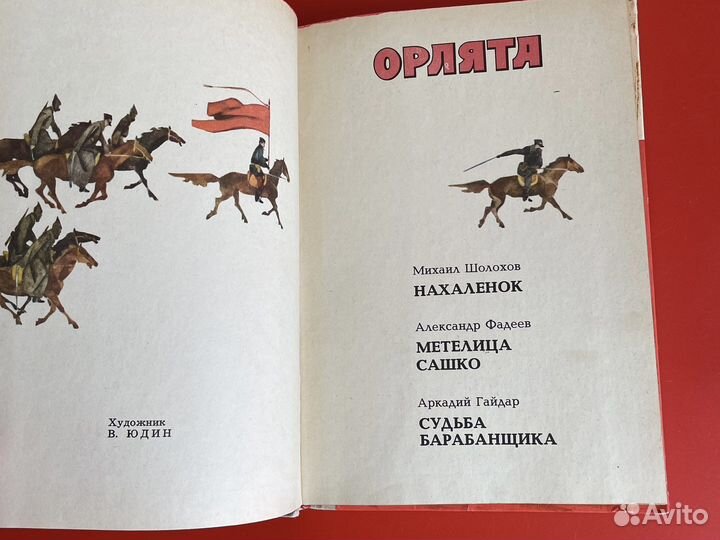 Художник
В. ЮДИН
ОРЛЯТА
Михаил Шолохов
НАХАЛЕНОК
Александр Фадеев
МЕТЕЛИЦА
САШКО
Аркадий Гайдар
СУДЬБА
БАРАБАНЩИКА
Avito